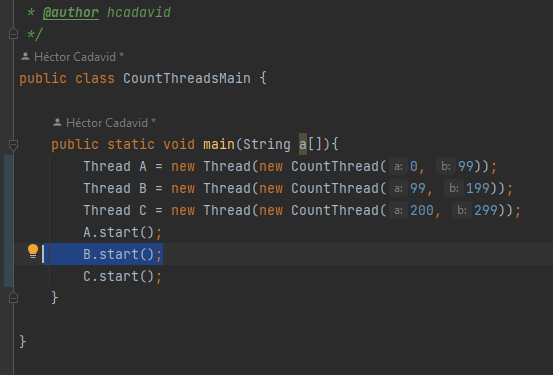 * @author hcadavid
*/
Héctor Cadavid *
public class CountThreadsMain {
Héctor Cadavid *
public static void main(String a[]){
Thread A = new Thread(new CountThread( a: 0, b: 99));
Thread B = new Thread(new CountThread( a: 99, b: 199));
Thread C = new Thread(new CountThread( a: 200, b: 299));
A.start();
B.start();
C.start();
}
}